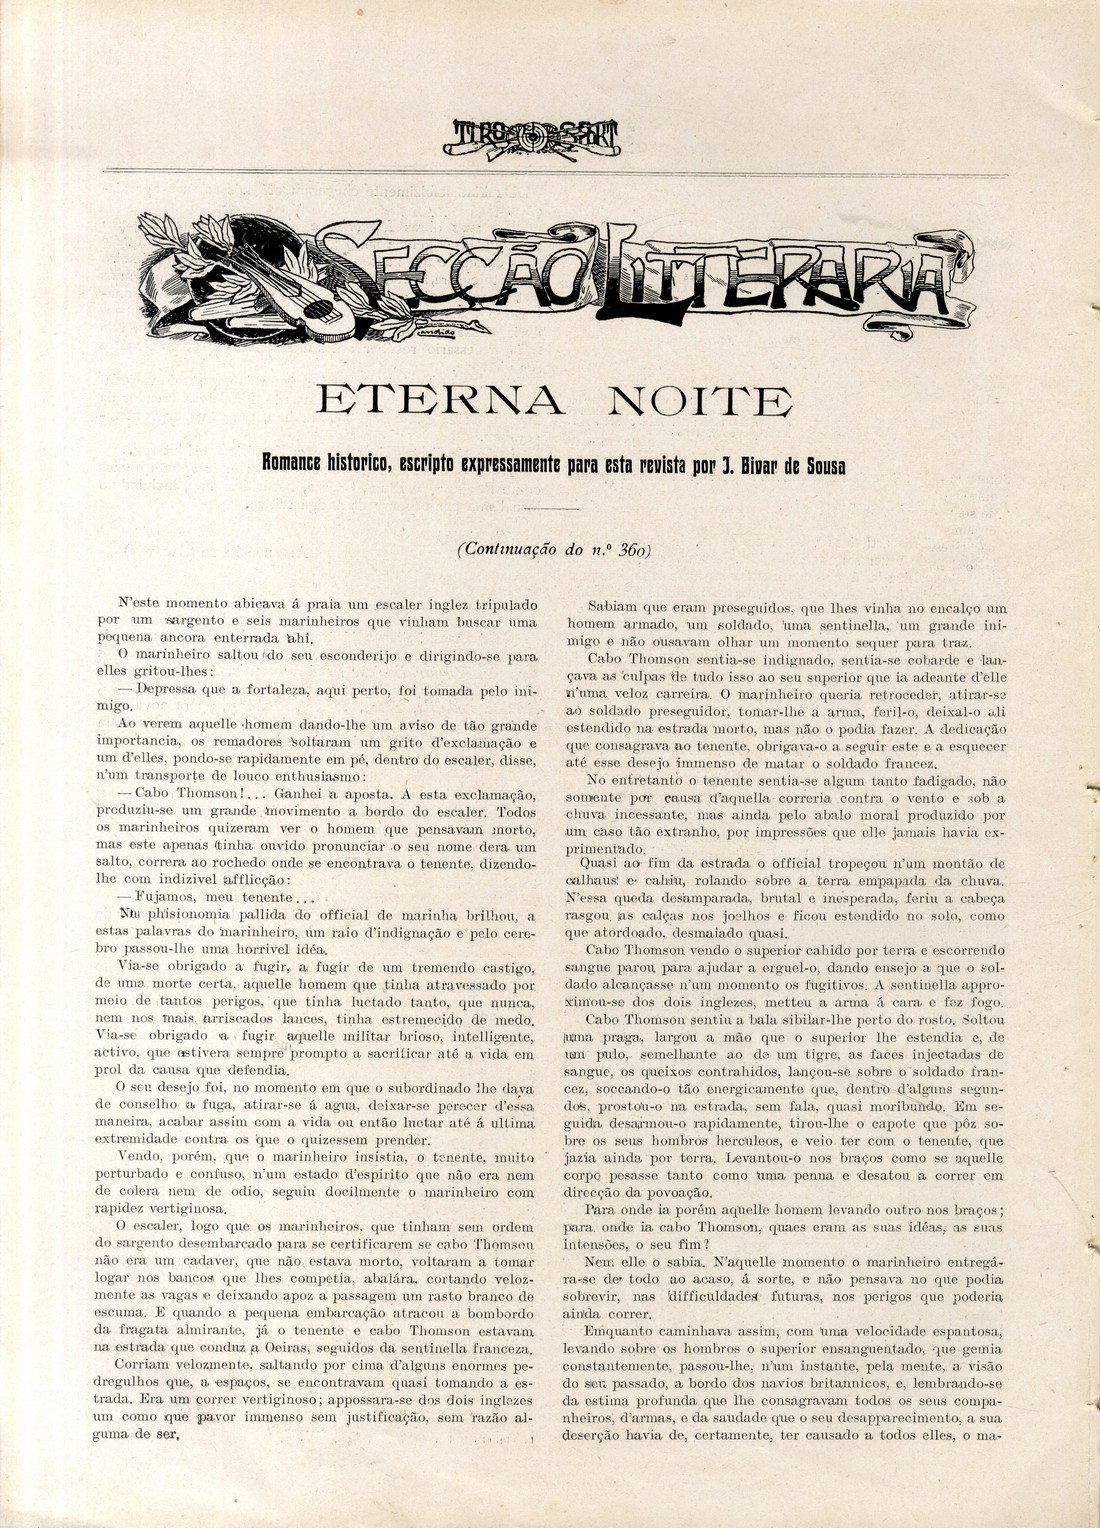 TIRO SPORT
SECÇÃO LITTERARIA
ETERNA NOITE
Romance historico, escripto expressamente para esta revista por J. Bivar de Sousa
(Continuação do n.º 360)
N'este momento abicava á praia um escaler inglez tripulado
por um sargento e seis marinheiros que vinham buscar uma
pequena ancora enterrada ahi.
O marinheiro saltou do seu esconderijo e dirigindo-se para
elles gritou-lhes:
— Depressa que a fortaleza, aqui perto, foi tomada pelo ini-
migo.
Ao verem aquelle homem dando-lhe um aviso de tão grande
importancia, os remadores soltaram um grito d'exclamação e
um d'elles, pondo-se rapidamente em pé, dentro do escaler, disse,
n'um transporte de louco enthusiasmo:
— Cabo Thomson!... Ganhei a aposta. A esta exclamação,
produziu-se um grande movimento a bordo do escaler. Todos
os marinheiros quizeram ver o homem que pensavam morto,
mas este apenas tinha ouvido pronunciar o seu nome dera um
salto, correra ao rochedo onde se encontrava o tenente, dizendo-
lhe com indizivel afflicção:
— Fujamos, meu tenente...
Na phisionomia pallida do official de marinha brilhou, a
estas palavras do marinheiro, um raio d'indignação e pelo cere-
bro passou-lhe uma horrivel idéa.
Via-se obrigado a fugir, a fugir de um tremendo castigo,
de uma morte certa, aquelle homem que tinha atravessado por
meio de tantos perigos, que tinha luctado tanto, que nunca,
nem nos mais arriscados lances, tinha estremecido de medo.
Via-se obrigado a fugir aquelle militar brioso, intelligente,
activo, que estivera sempre prompto a sacrificar até a vida em
prol da causa que defendia.
O seu desejo foi, no momento em que o subordinado lhe dava
de conselho a fuga, atirar-se á agua, deixar-se perecer d'essa
maneira, acabar assim com a vida ou então luctar até á ultima
extremidade contra os que o quizessem prender.
Vendo, porém, que o marinheiro insistia, o tenente, muito
perturbado e confuso, n'um estado d'espirito que não era nem
de colera nem de odio, seguiu docilmente o marinheiro com
rapidez vertiginosa.
O escaler, logo que os marinheiros, que tinham sem ordem
do sargento desembarcado para se certificarem se cabo Thomson
não era um cadaver, que não estava morto, voltaram a tomar
logar nos bancos que lhes competia, abalára, cortando veloz-
mente as vagas e deixando apoz a passagem um rasto branco de
escuma. E quando a pequena embarcação atracou a bombordo
da fragata almirante, já o tenente e cabo Thomson estavam
na estrada que conduz a Oeiras, seguidos da sentinella franceza.
Corriam velozmente, saltando por cima d'alguns enormes pe-
dregulhos que, a espaços, se encontravam quasi tomando a es-
trada. Era um correr vertiginoso; appossara-se dos dois inglezes
um como que pavor immenso sem justificação, sem razão al-
guma de ser.
Sabiam que eram preseguidos, que lhes vinha no encalço um
homem armado, um soldado, uma sentinella, um grande ini-
migo e não ousavam olhar um momento sequer para traz.
Cabo Thomson sentia-se indignado, sentia-se cobarde e lan-
çava as culpas de tudo isso ao seu superior que ia adeante d'elle
n'uma veloz carreira. O marinheiro queria retroceder, atirar-se
ao soldado preseguidor, tomar-lhe a arma, feril-o, deixal-o ali
estendido na estrada morto, mas não o podia fazer. A dedicação
que consagrava ao tenente, obrigava-o a seguir este e a esquecer
até esse desejo immenso de matar o soldado francez.
No entretanto o tenente sentia-se algum tanto fadigado, não
somente por causa d'aquella correria contra o vento e sob a
chuva incessante, mas ainda pelo abalo moral produzido por
um caso tão extranho, por impressões que elle jamais havia ex-
primentado.
Quasi ao fim da estrada o official tropeçou n'um montão de
calhaus e cahiu, rolando sobre a terra empapada da chuva.
N'essa queda desamparada, brutal e inesperada, feriu a cabeça
rasgou as calças nos joelhos e ficou estendido no solo, como
que atordoado, desmaiado quasi.
Cabo Thomson vendo o superior cahido por terra e escorrendo
sangue parou para ajudar a erguel-o, dando ensejo a que o sol-
dado alcançasse n'um momento os fugitivos. A sentinella appro-
ximou-se dos dois inglezes, metteu a arma á cara e fez fogo.
Cabo Thomson sentiu a bala sibilar-lhe perto do rosto. Soltou
uma praga, largou a mão que o superior lhe estendia e, de
um pulo, semelhante ao de um tigre, as faces injectadas de
sangue, os queixos contrahidos, lançou-se sobre o soldado fran-
cez, soccando-o tão energicamente que, dentro d'alguns segun-
dos, prostou-o na estrada, sem fala, quasi moribundo. Em se-
guida desarmou-o rapidamente, tirou-lhe o capote que pôz so-
bre os seus hombros herculeos, e veio ter com o tenente, que
jazia ainda por terra. Levantou-o nos braços como se aquelle
corpo pesasse tanto como uma penna e desatou a correr em
direcção da povoação.
Para onde ia porém aquelle homem levando outro nos braços;
para onde ia cabo Thomson, quaes eram as suas idéas, as suas
intensões, o seu fim?
Nem elle o sabia. N'aquelle momento o marinheiro entregá-
ra-se de todo ao acaso, á sorte, e não pensava no que podia
sobrevir, nas difficuldades futuras, nos perigos que poderia
ainda correr.
Emquanto caminhava assim, com uma velocidade espantosa,
levando sobre os hombros o superior ensanguentado, que gemia
constantemente, passou-lhe, n'um instante, pela mente, a visão
do seu passado, a bordo dos navios britannicos, e, lembrando-se
da estima profunda que lhe consagravam todos os seus compa-
nheiros, d'armas, e da saudade que o seu desapparecimento, a sua
deserção havia de, certamente, ter causado a todos elles, o ma-